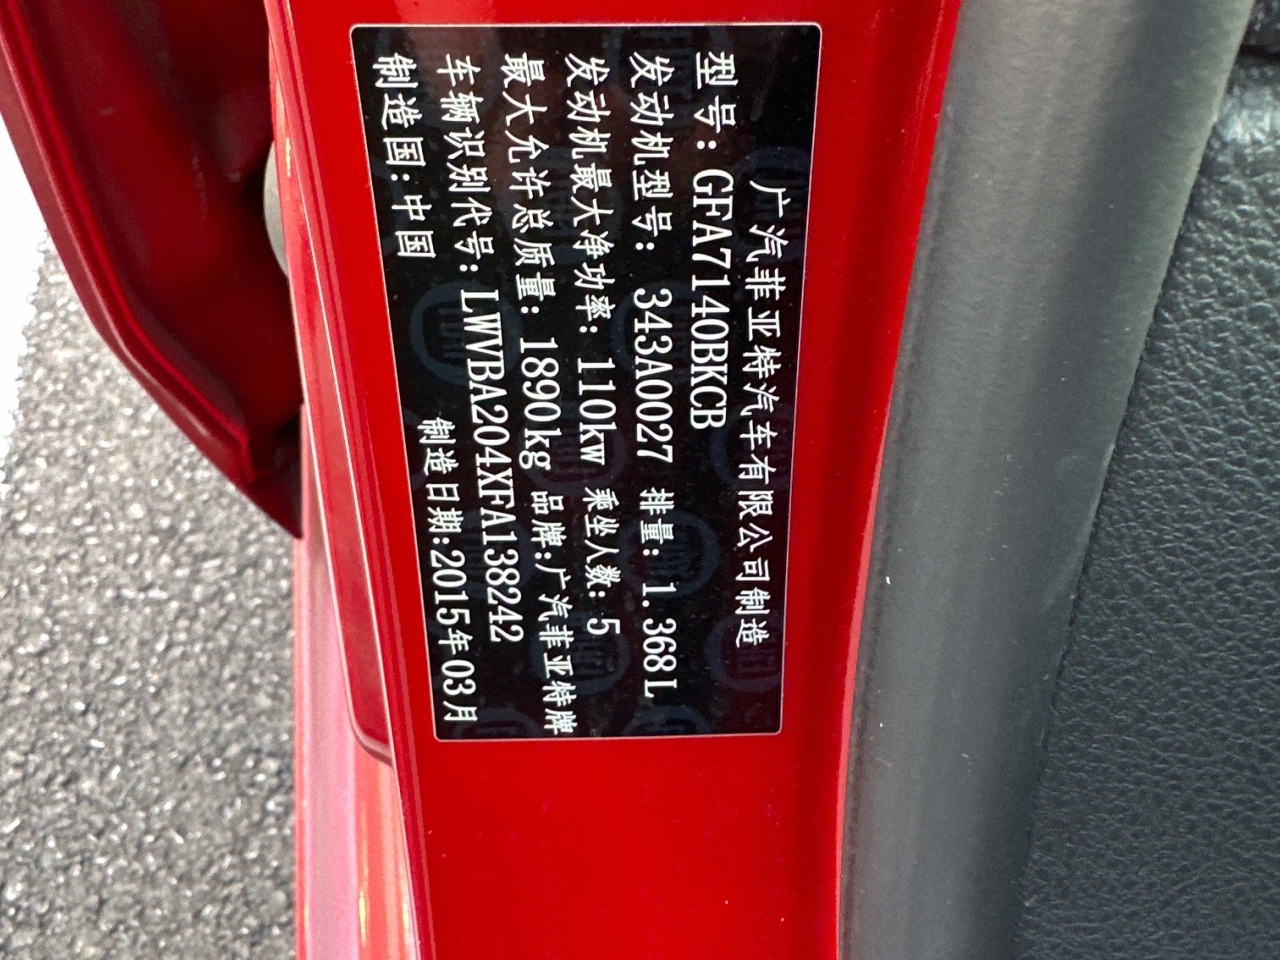 广汽菲亚特汽车有限公司制造
型号:GFA7140BKCB
发动机型号: 343A0027 排量: 1.368L
发动机最大净功率: 110kw 乘坐人数: 5
最大允许总质量: 1890kg 品牌:广汽菲亚特牌
车辆识别代号: LWVBA204XFA138242
制造国:中国 制造日期:2015年03月